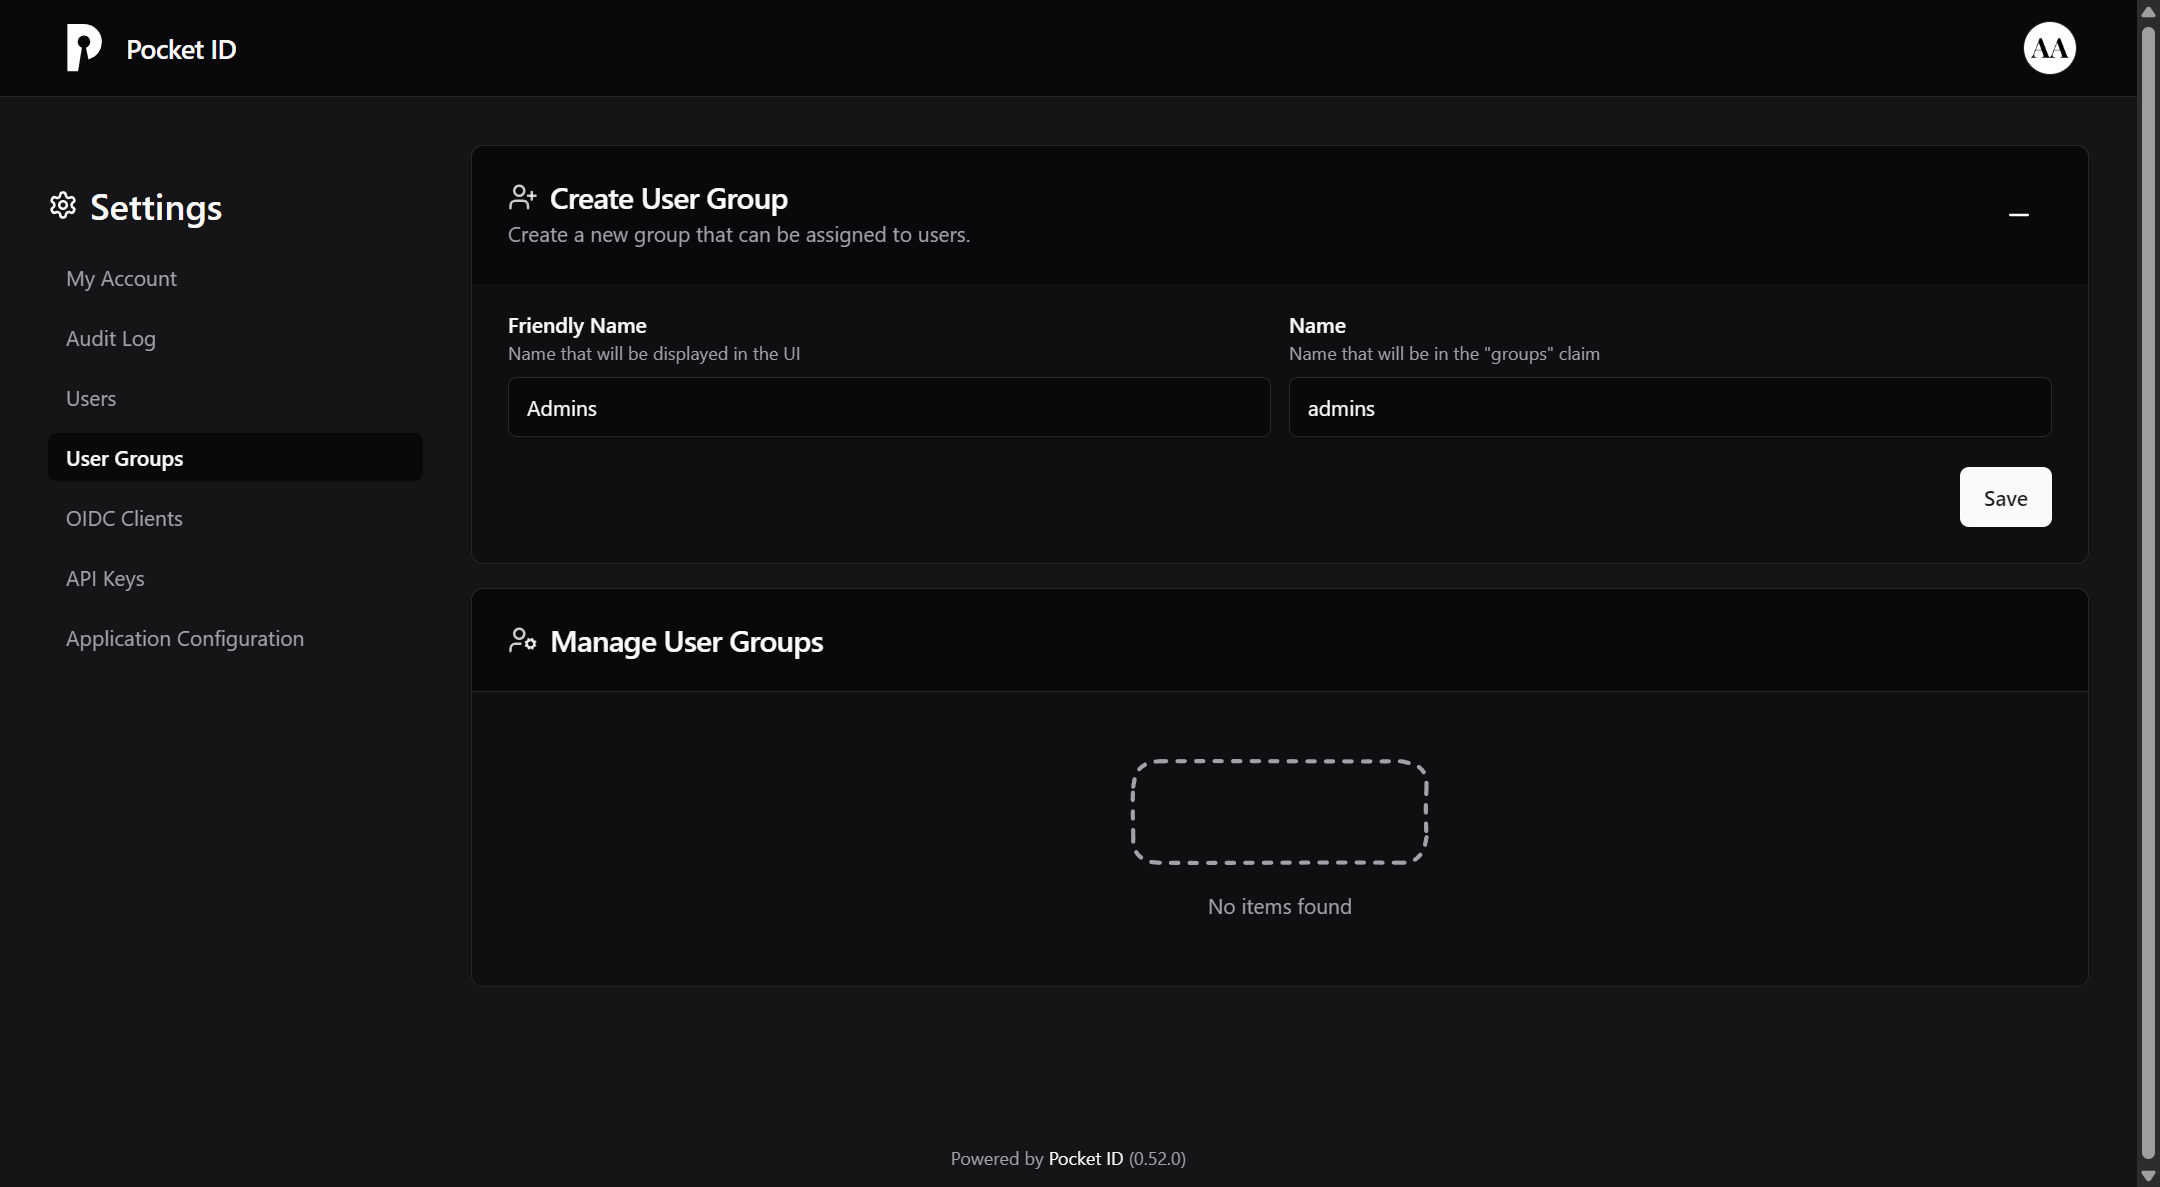 Pocket ID
AA
Settings
My Account
Audit Log
Users
User Groups
OIDC Clients
API Keys
Application Configuration
Create User Group
Create a new group that can be assigned to users.
Friendly Name
Name that will be displayed in the UI
Admins
Name
Name that will be in the "groups" claim
admins
Save
Manage User Groups
No items found
Powered by Pocket ID (0.52.0)